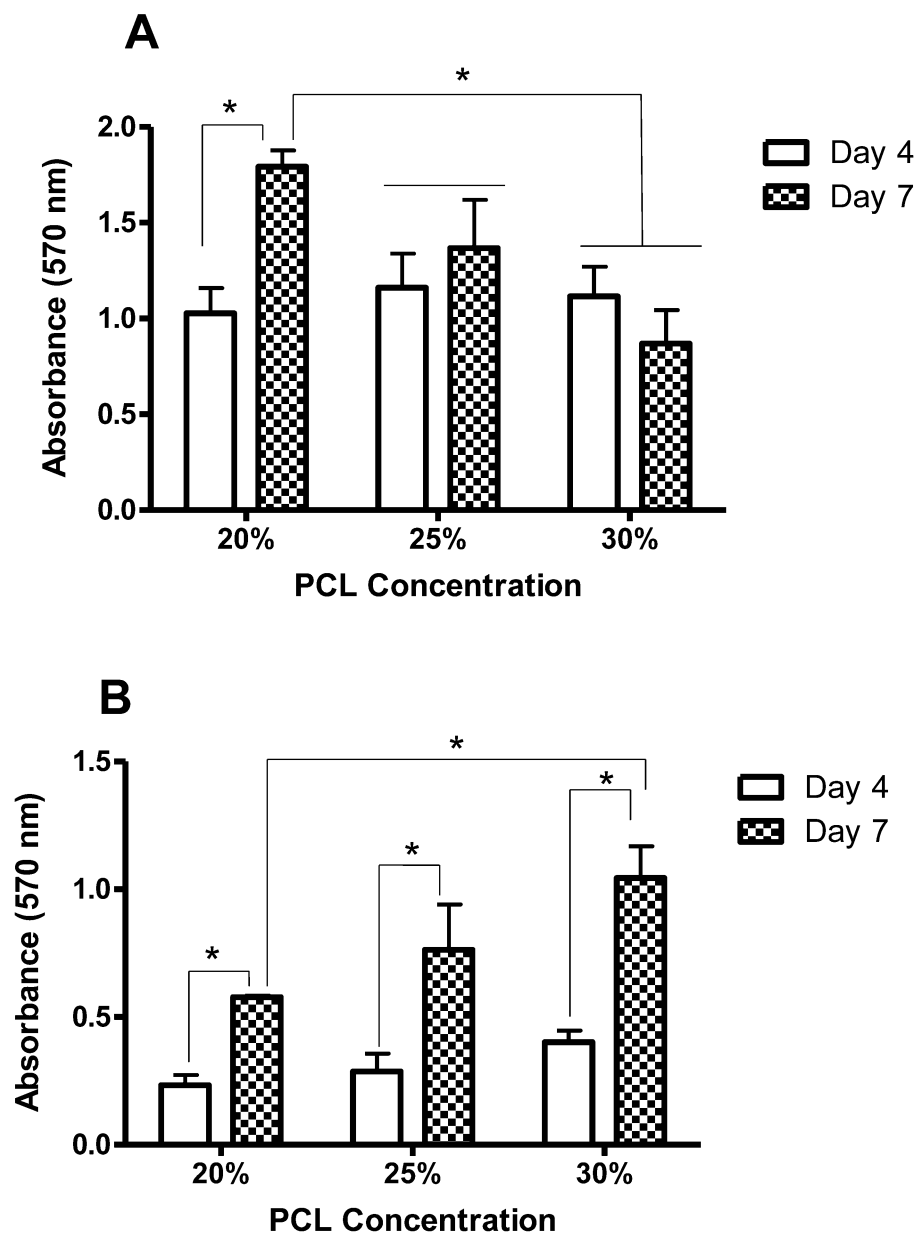 A
*
*
2.0
1.5
1.0
0.5
0.0
Absorbance (570 nm)
20%
25%
30%
PCL Concentration
Day 4
Day 7
B
*
*
*
*
1.5
1.0
0.5
0.0
Absorbance (570 nm)
20%
25%
30%
PCL Concentration
Day 4
Day 7